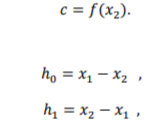 c = f(x₂).
h₀ = x₁ − x₂ ,
h₁ = x₂ − x₁ ,